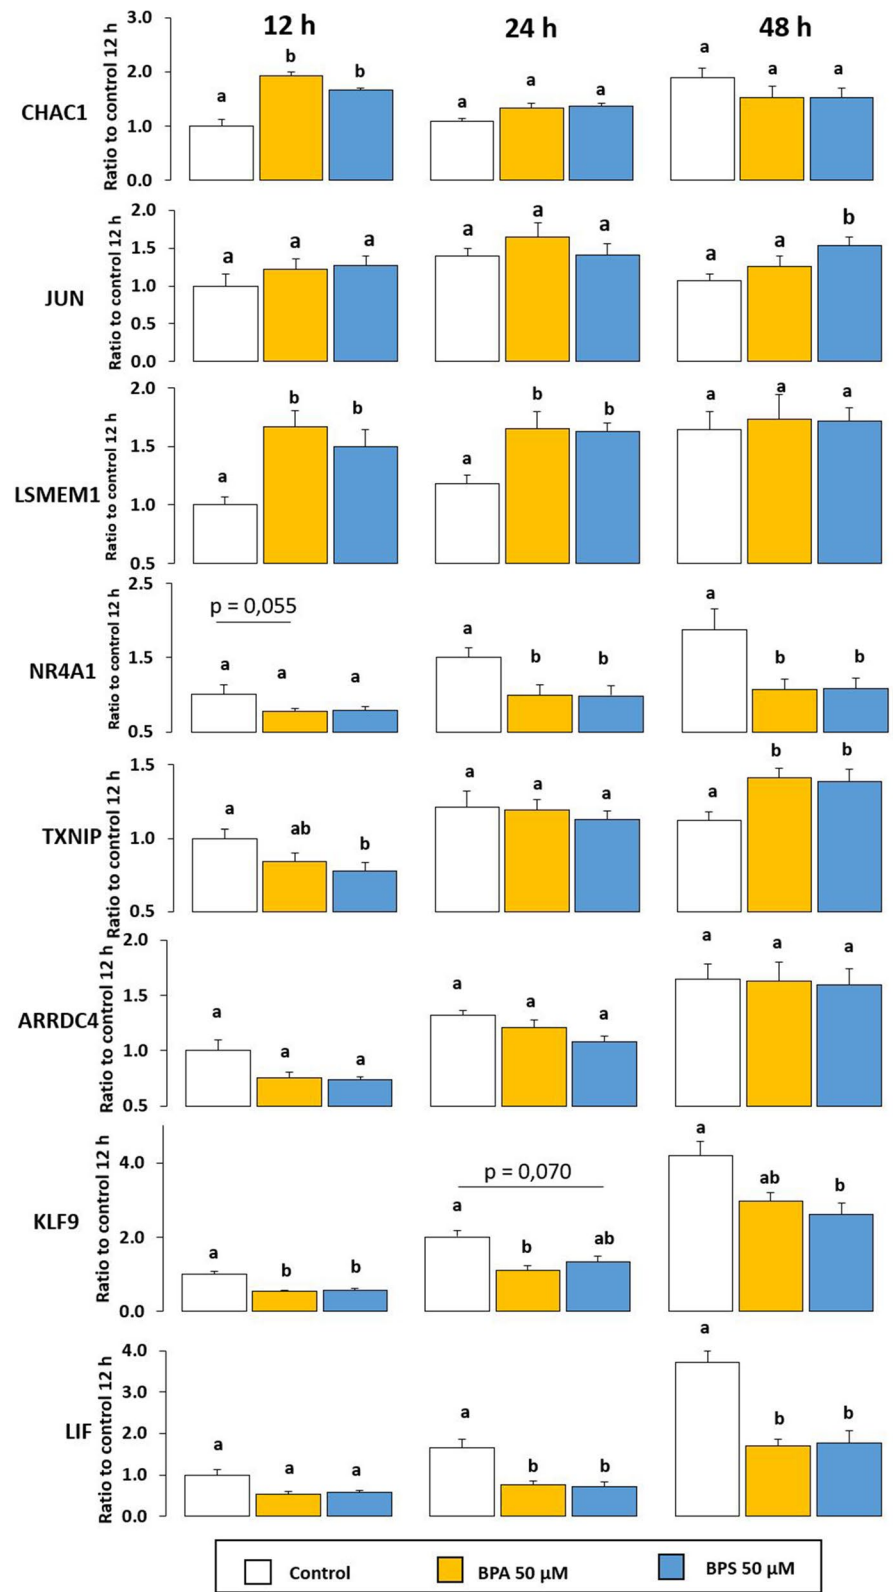 12 h 24 h 48 h
CHAC1
Ratio to control 12 h
3.0
2.0
1.0
0.0
a b b
a a a
a a a
JUN
Ratio to control 12 h
2.0
1.5
1.0
0.5
0.0
a a a
a a a
a a b
LSMEM1
Ratio to control 12 h
2.0
1.5
1.0
0.5
a b b
a b b
a a a
NR4A1
Ratio to control 12 h
2.5
1.5
0.5
p = 0,055
a a a
a b b
a b b
TXNIP
Ratio to control 12 h
1.5
1.0
0.5
a ab b
a a a
a b b
ARRDC4
Ratio to control 12 h
2.0
1.5
1.0
0.5
a a a
a a a
a a a
KLF9
Ratio to control 12 h
4.0
2.0
0.0
a b b
p = 0,070
a b ab
a ab b
LIF
Ratio to control 12 h
4.0
3.0
2.0
1.0
0.0
a a a
a b b
a b b
Control BPA 50 µM BPS 50 µM